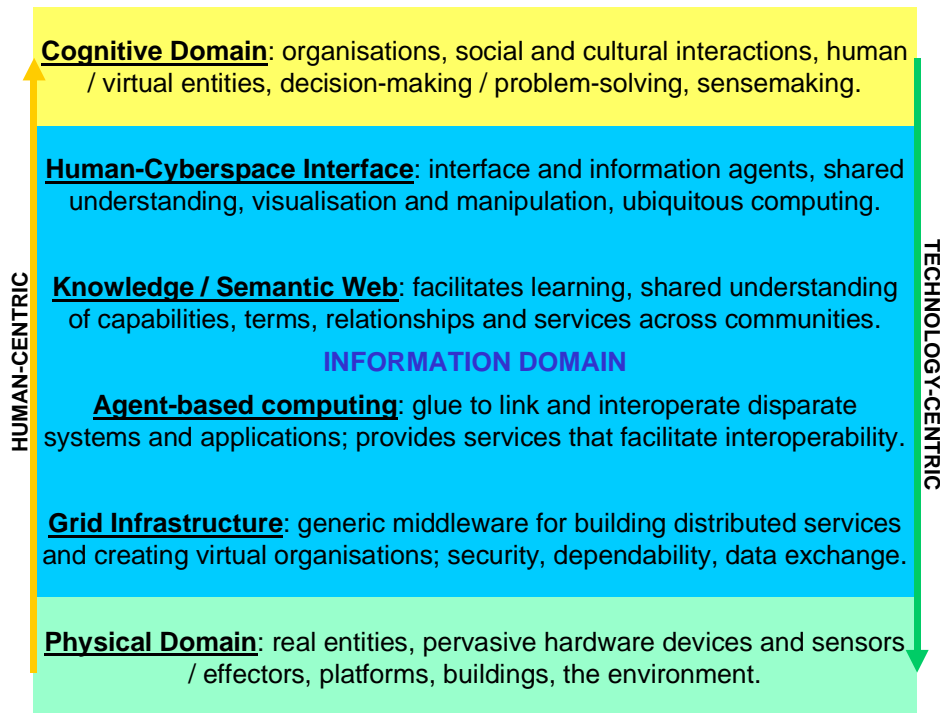 Cognitive Domain: organisations, social and cultural interactions, human
/ virtual entities, decision-making / problem-solving, sensemaking.
Human-Cyberspace Interface: interface and information agents, shared
understanding, visualisation and manipulation, ubiquitous computing.
Knowledge / Semantic Web: facilitates learning, shared understanding
of capabilities, terms, relationships and services across communities.
INFORMATION DOMAIN
Agent-based computing: glue to link and interoperate disparate
systems and applications; provides services that facilitate interoperability.
Grid Infrastructure: generic middleware for building distributed services
and creating virtual organisations; security, dependability, data exchange.
Physical Domain: real entities, pervasive hardware devices and sensors
/ effectors, platforms, buildings, the environment.
HUMAN-CENTRIC
TECHNOLOGY-CENTRIC